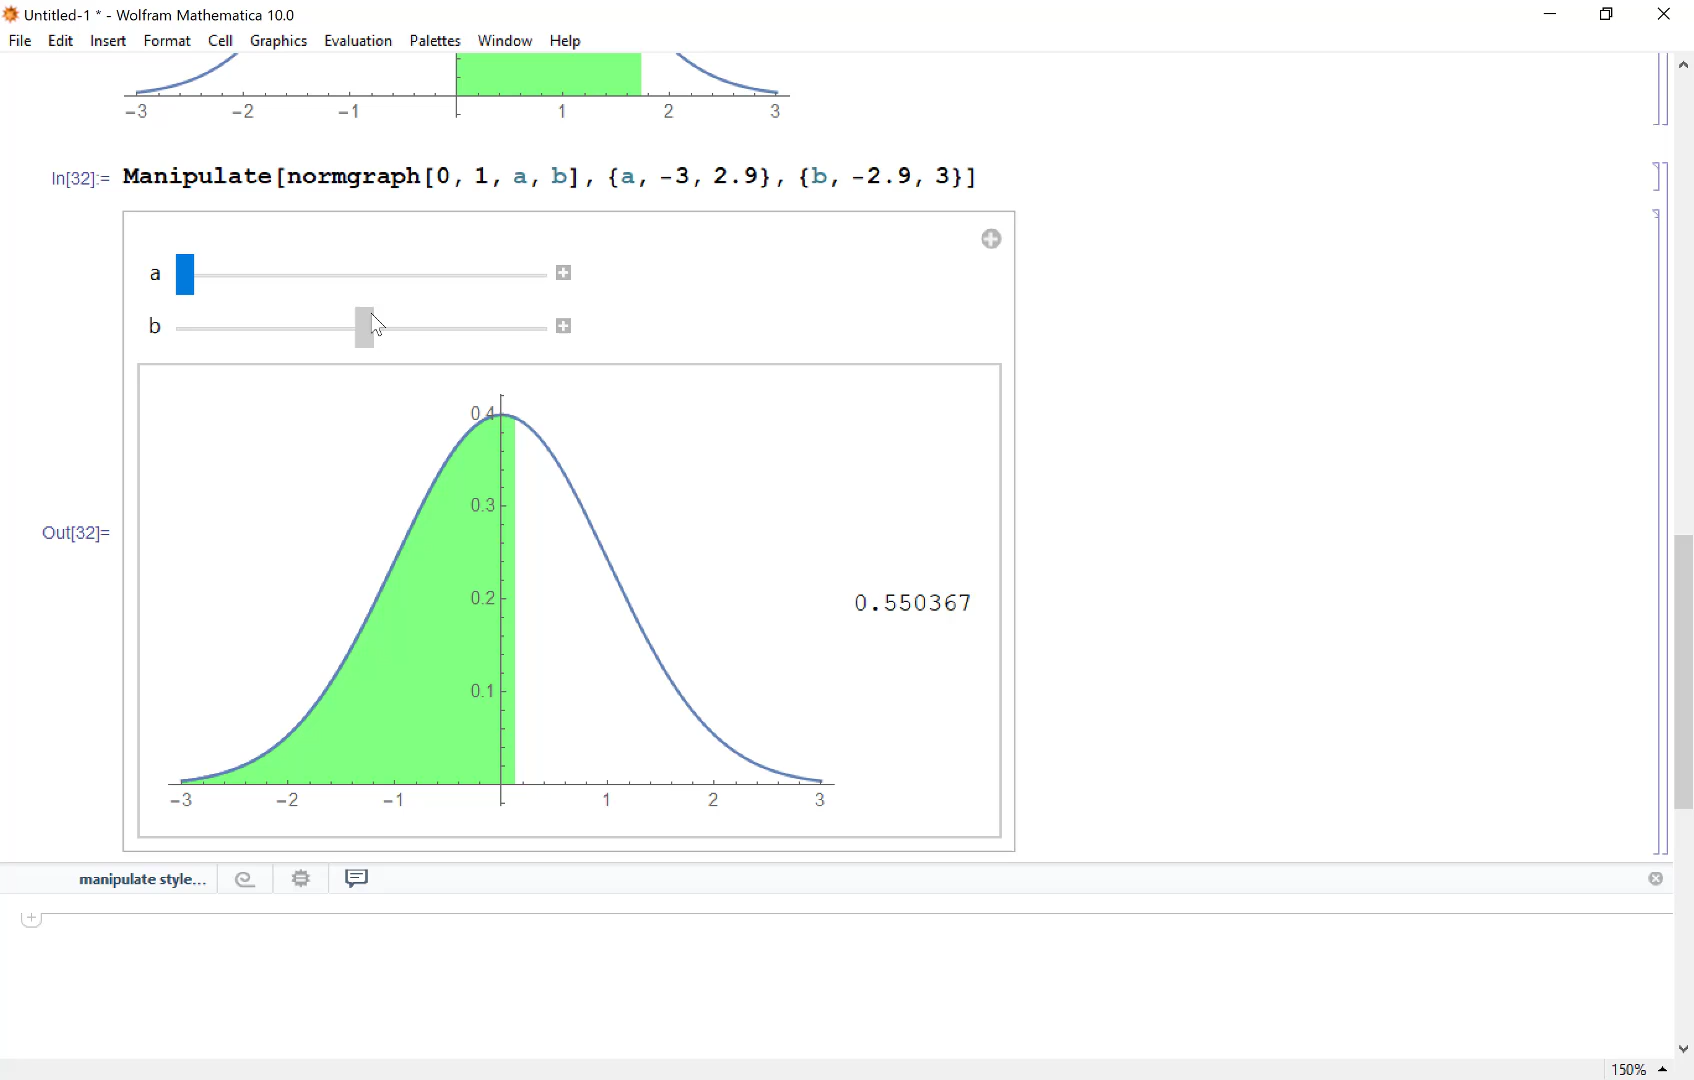 Untitled-1 * - Wolfram Mathematica 10.0
File Edit Insert Format Cell Graphics Evaluation Palettes Window Help
-3 -2 -1 1 2 3
In[32]:= Manipulate[normgraph[0, 1, a, b], {a, -3, 2.9}, {b, -2.9, 3}]
a
b
0.4
0.3
0.2
0.550367
0.1
-3 -2 -1 1 2 3
Out[32]=
manipulate style...
150%